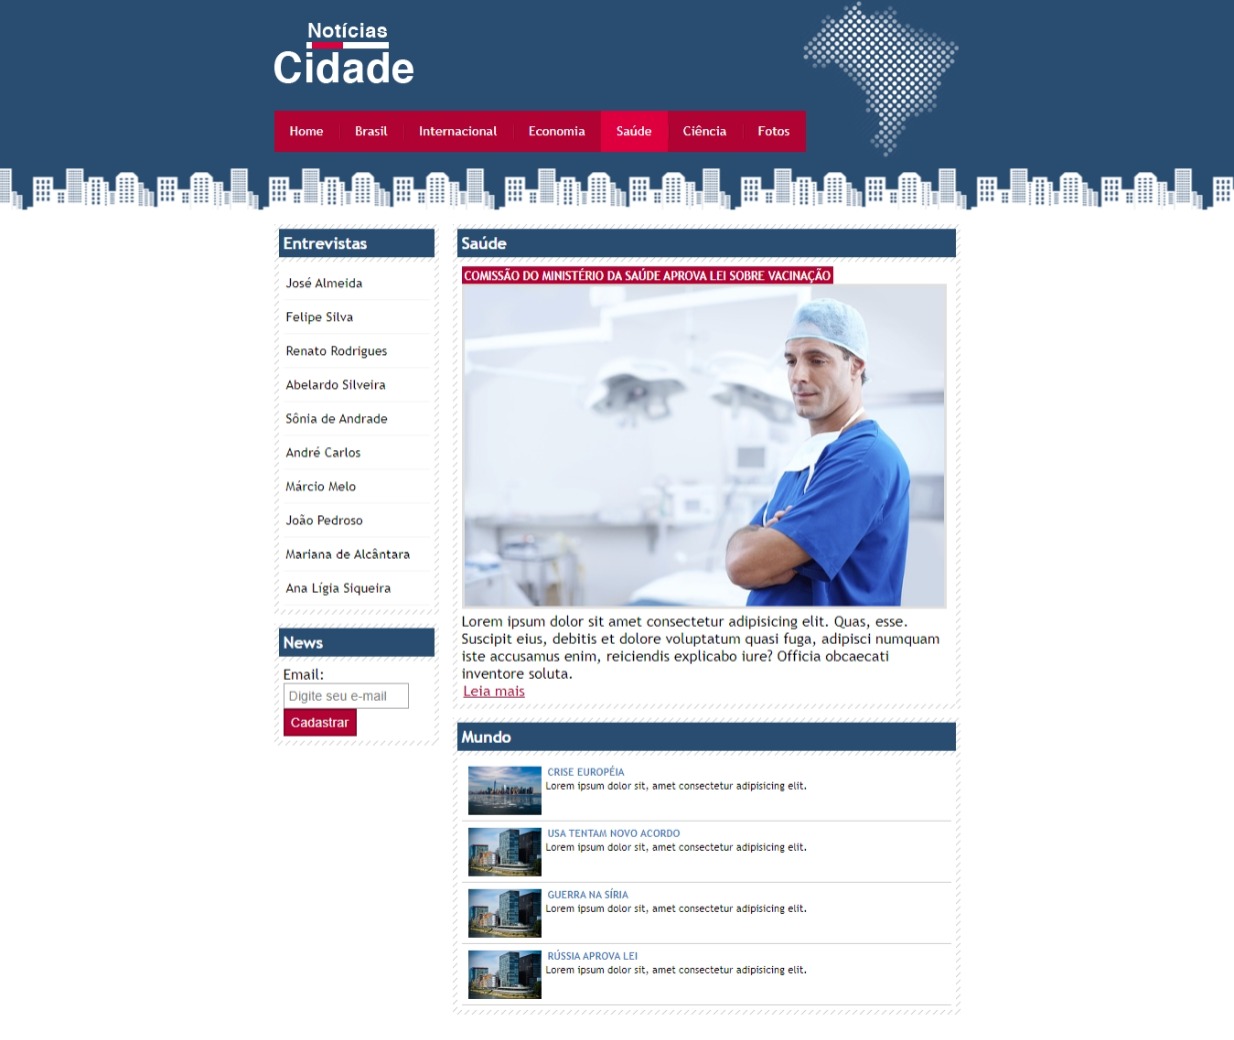 Notícias
Cidade
Home Brasil Internacional Economia Saúde Ciência Fotos
Entrevistas
José Almeida
Felipe Silva
Renato Rodrigues
Abelardo Silveira
Sônia de Andrade
André Carlos
Márcio Melo
João Pedroso
Mariana de Alcântara
Ana Lígia Siqueira
News
Email:
Digite seu e-mail
Cadastrar
Saúde
COMISSÃO DO MINISTÉRIO DA SAÚDE APROVA LEI SOBRE VACINAÇÃO
Lorem ipsum dolor sit amet consectetur adipisicing elit. Quas, esse.
Suscipit eius, debitis et dolore voluptatum quasi fuga, adipisci numquam
iste accusamus enim, reiciendis explicabo iure? Officia obcaecati
inventore soluta.
Leia mais
Mundo
CRISE EUROPÉIA
Lorem ipsum dolor sit, amet consectetur adipisicing elit.
USA TENTAM NOVO ACORDO
Lorem ipsum dolor sit, amet consectetur adipisicing elit.
GUERRA NA SÍRIA
Lorem ipsum dolor sit, amet consectetur adipisicing elit.
RÚSSIA APROVA LEI
Lorem ipsum dolor sit, amet consectetur adipisicing elit.